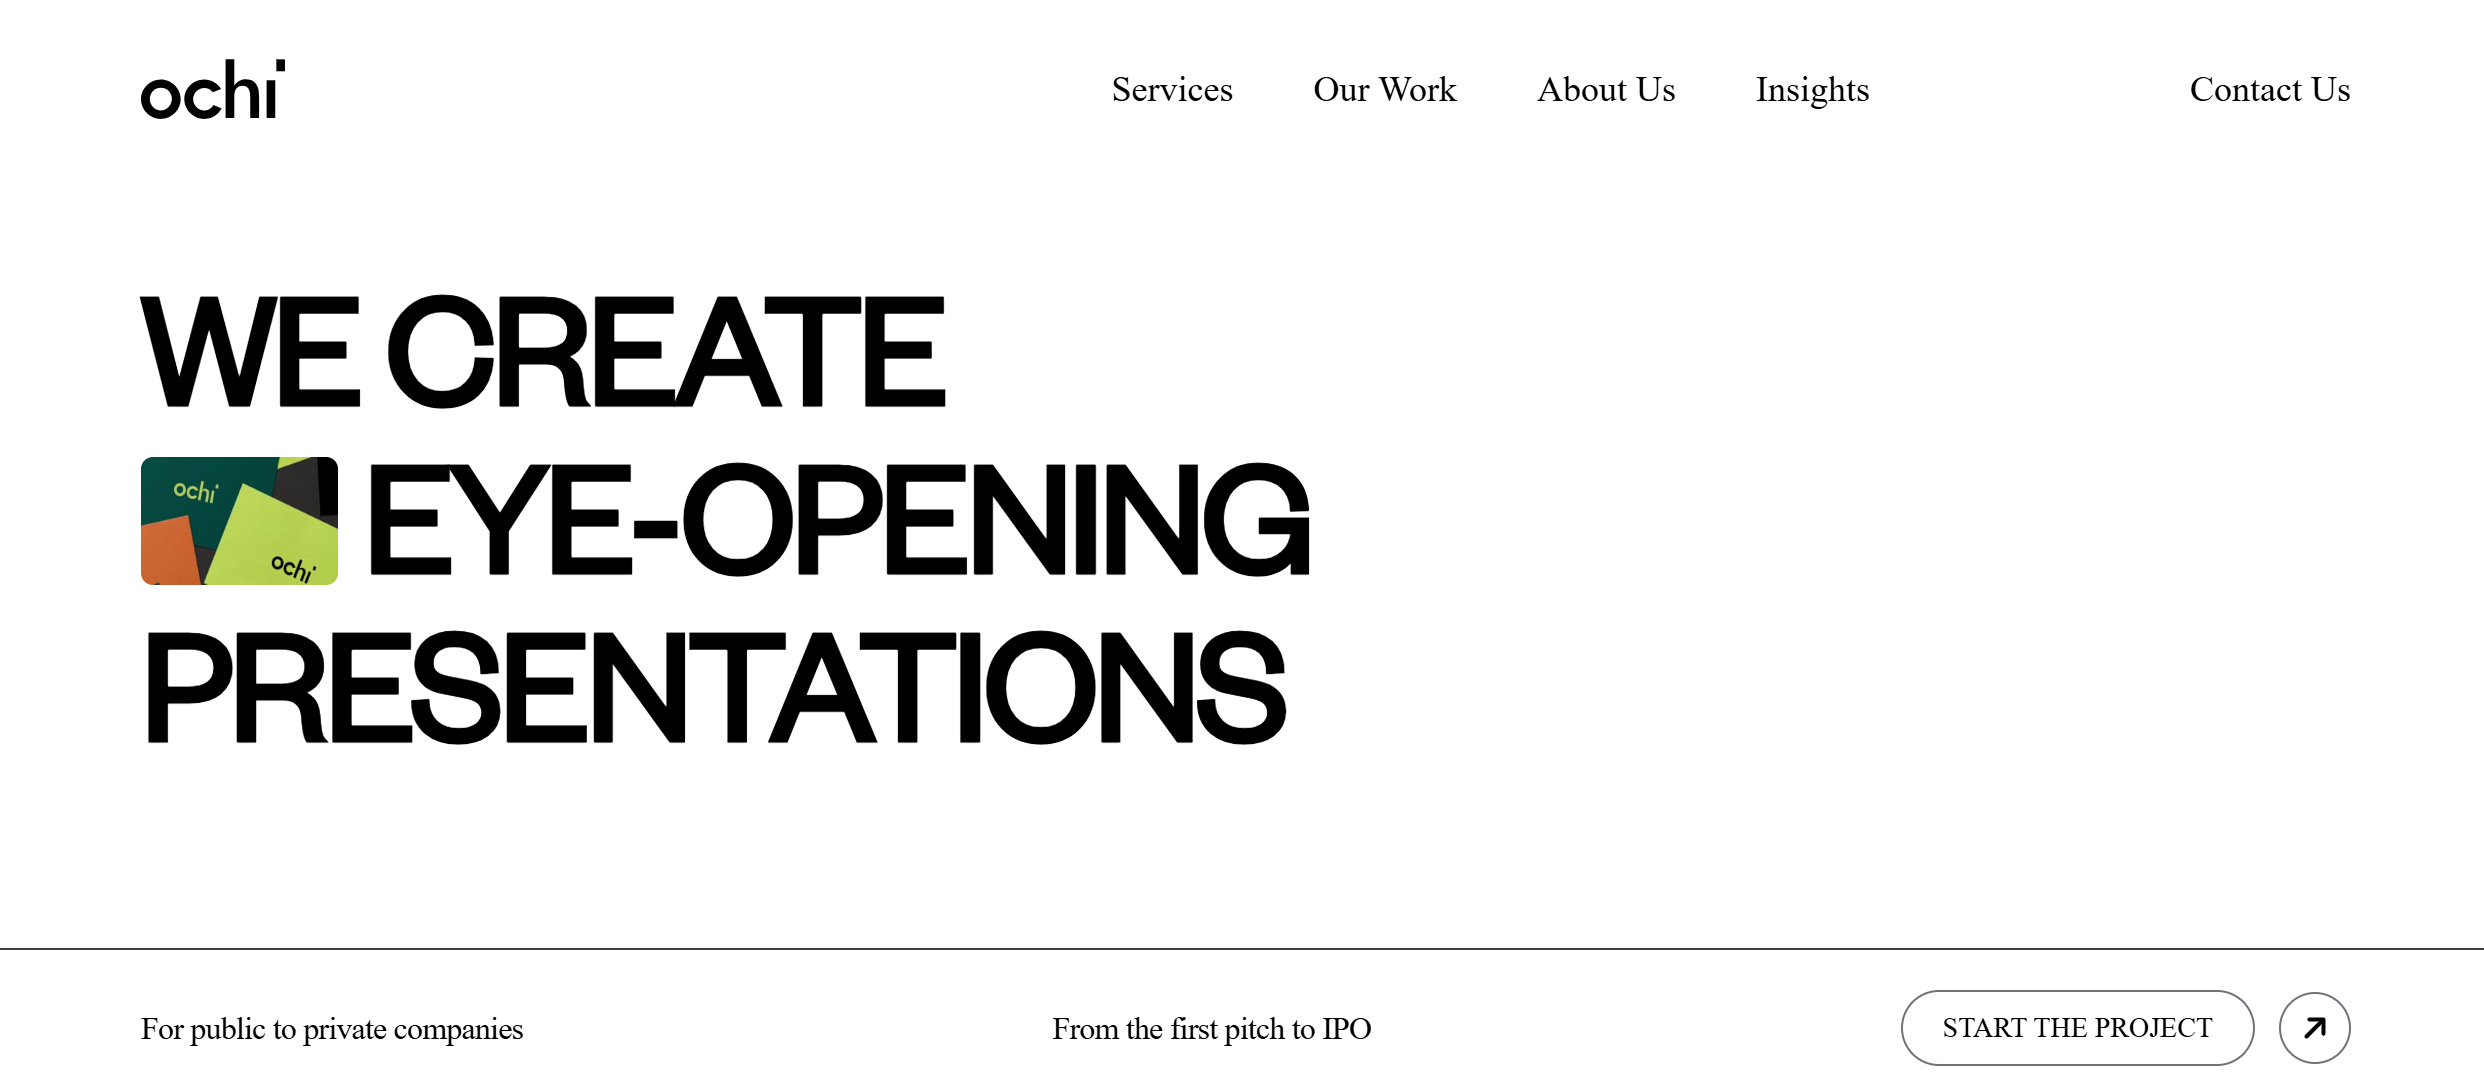 ochi
Services Our Work About Us Insights Contact Us
WE CREATE
ochi
ochi
EYE-OPENING
PRESENTATIONS
For public to private companies From the first pitch to IPO START THE PROJECT